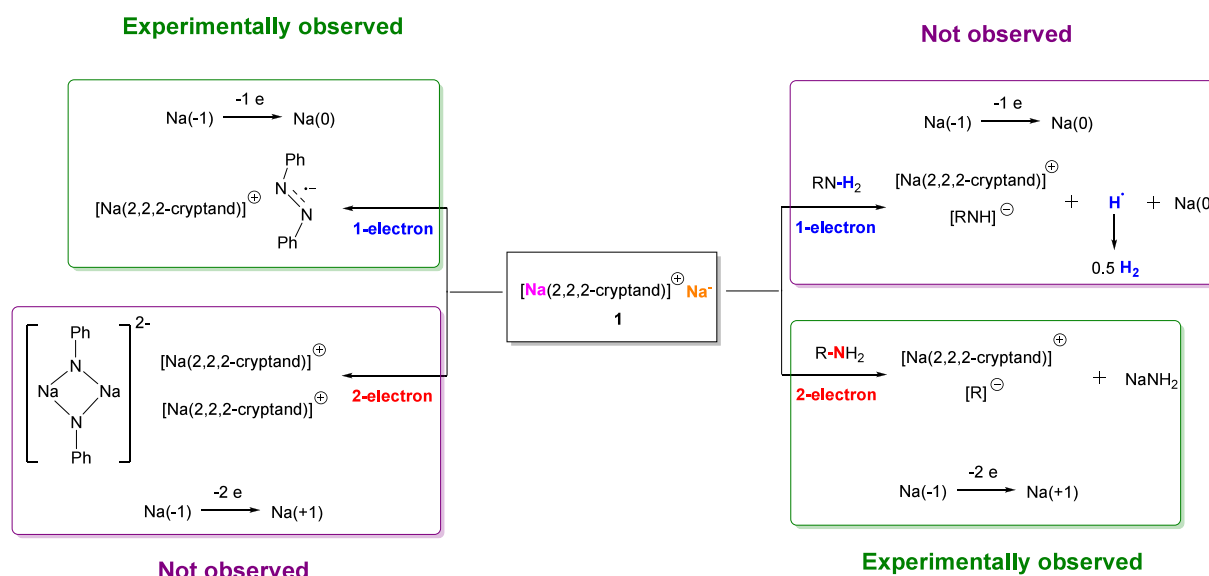 Experimentally observed
Not observed
-1 e
Na(-1) Na(0)
Ph
N
[Na(2,2,2-cryptand)]⊕
•−
N
Ph
1-electron
-1 e
Na(-1) Na(0)
RN-H2
1-electron
[Na(2,2,2-cryptand)]⊕
[RNH]⊖
+ H• + Na(0
0.5 H2
[Na(2,2,2-cryptand)]⊕ Na-
1
Ph
N
Na Na
N
Ph
2-
[Na(2,2,2-cryptand)]⊕
[Na(2,2,2-cryptand)]⊕
2-electron
-2 e
Na(-1) Na(+1)
R-NH2
2-electron
[Na(2,2,2-cryptand)]⊕
[R]⊖
+ NaNH2
-2 e
Na(-1) Na(+1)
Not observed
Experimentally observed